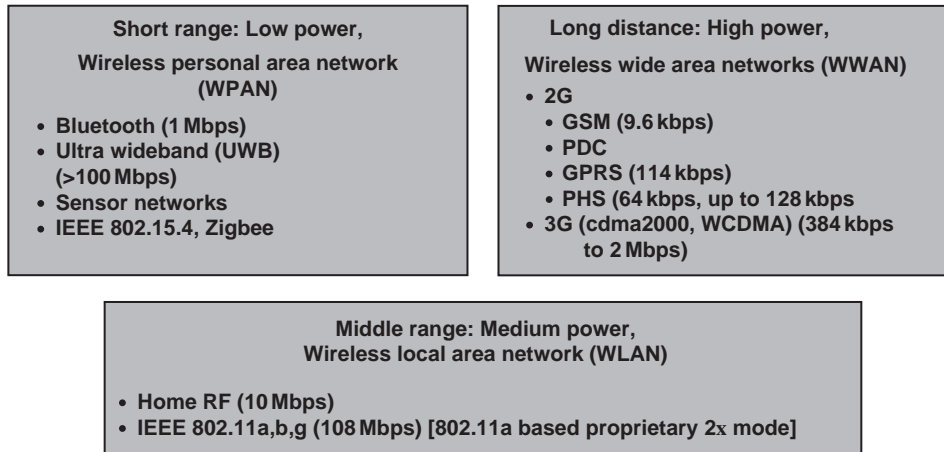 Short range: Low power,
Wireless personal area network
(WPAN)
• Bluetooth (1 Mbps)
• Ultra wideband (UWB)
(>100 Mbps)
• Sensor networks
• IEEE 802.15.4, Zigbee
Long distance: High power,
Wireless wide area networks (WWAN)
• 2G
• GSM (9.6 kbps)
• PDC
• GPRS (114 kbps)
• PHS (64 kbps, up to 128 kbps
• 3G (cdma2000, WCDMA) (384 kbps
to 2 Mbps)
Middle range: Medium power,
Wireless local area network (WLAN)
• Home RF (10 Mbps)
• IEEE 802.11a,b,g (108 Mbps) [802.11a based proprietary 2x mode]